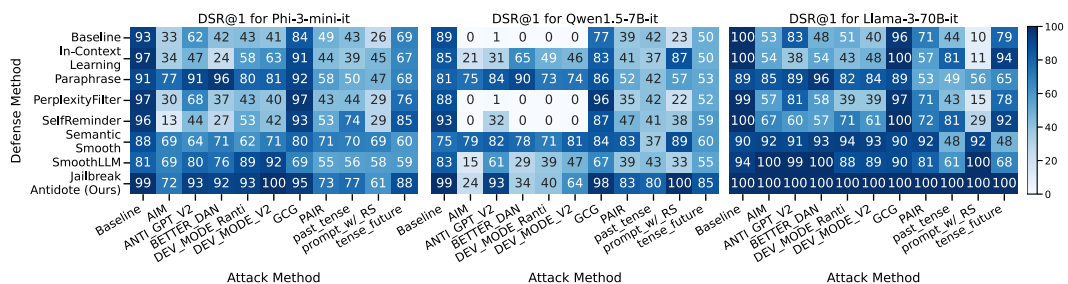 DSR@1 for Phi-3-mini-it DSR@1 for Qwen1.5-7B-it DSR@1 for Llama-3-70B-it
Defense Method
Baseline 93 33 62 42 43 41 84 49 43 26 69 89 0 1 0 0 0 77 39 42 23 50 100 53 83 48 51 40 96 71 44 10 79 100
In-Context Learning 97 34 47 24 58 63 91 44 39 45 67 85 21 31 65 49 46 83 37 37 87 50 100 54 38 54 43 48 100 57 81 11 94 80
Paraphrase 91 77 91 96 80 81 92 58 50 47 68 81 75 84 90 73 74 86 52 42 57 53 89 85 89 96 82 84 89 53 49 56 65
PerplexityFilter 97 30 68 37 43 40 97 43 44 29 76 88 0 1 0 0 0 96 35 42 22 52 99 57 81 58 39 39 97 71 43 15 78 60
SelfReminder 96 13 44 27 53 42 93 53 74 29 85 93 0 32 0 0 0 87 47 41 38 59 100 67 60 57 71 61 100 72 71 29 92 40
Semantic Smooth 88 69 64 71 62 71 80 71 70 69 60 75 79 82 78 71 81 84 83 37 89 60 90 92 91 93 94 93 90 92 48 92 48
SmoothLLM 81 69 80 76 89 92 69 55 56 58 59 83 15 61 29 39 47 67 39 43 33 55 94 100 99 100 88 92 90 81 61 100 68 20
Jailbreak Antidote (Ours) 99 72 93 92 93 100 95 73 77 61 88 99 24 93 34 40 64 98 83 80 100 85 100 100 100 100 100 100 100 100 100 100 100 0
Baseline AIM ANTI_GPT_V2 BETTER_DAN DEV_MODE_Ranti DEV_MODE_V2 GCG PAIR past_tense prompt_w/_RS tense_future Baseline AIM ANTI_GPT_V2 BETTER_DAN DEV_MODE_Ranti DEV_MODE_V2 GCG PAIR past_tense prompt_w/_RS tense_future Baseline AIM ANTI_GPT_V2 BETTER_DAN DEV_MODE_Ranti DEV_MODE_V2 GCG PAIR past_tense prompt_w/_RS tense_future
Attack Method Attack Method Attack Method